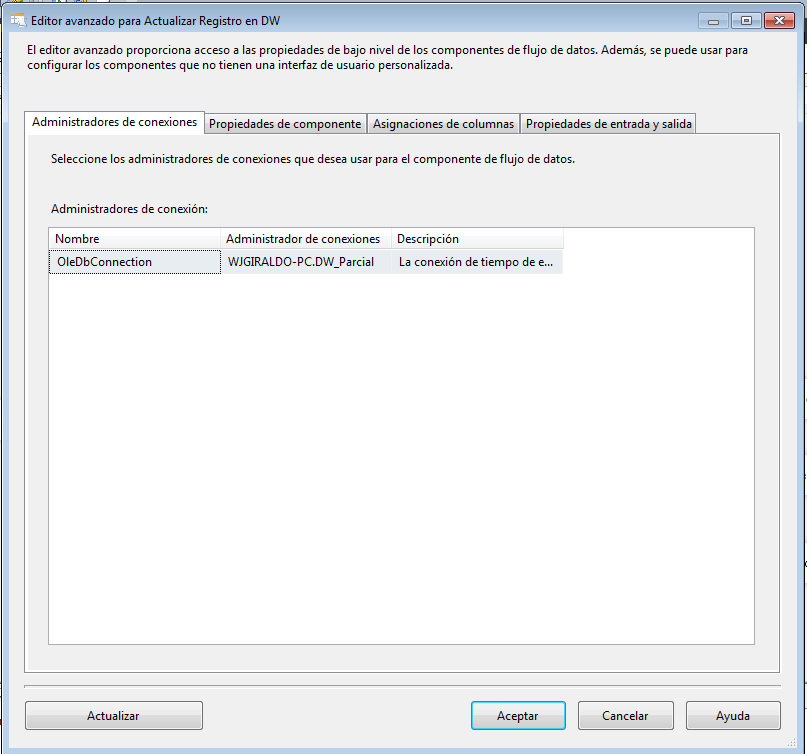 Editor avanzado para Actualizar Registro en DW
El editor avanzado proporciona acceso a las propiedades de bajo nivel de los componentes de flujo de datos. Además, se puede usar para
configurar los componentes que no tienen una interfaz de usuario personalizada.
Administradores de conexiones Propiedades de componente Asignaciones de columnas Propiedades de entrada y salida
Seleccione los administradores de conexiones que desea usar para el componente de flujo de datos.
Administradores de conexión:
Nombre Administrador de conexiones Descripción
OleDbConnection WJGIRALDO-PC.DW_Parcial La conexión de tiempo de e...
Actualizar Aceptar Cancelar Ayuda